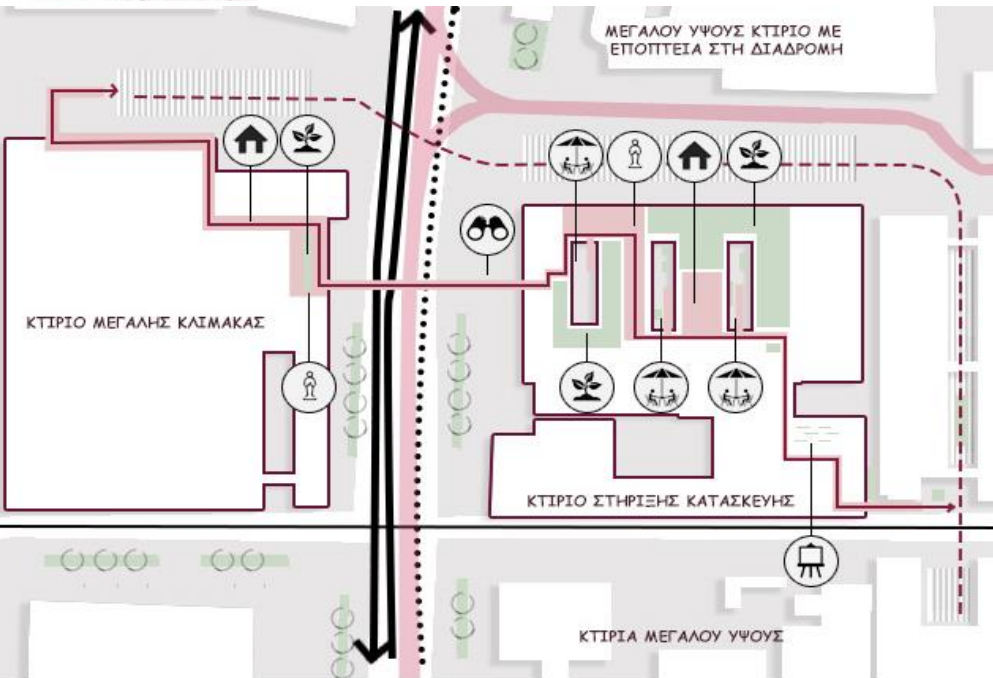 ΜΕΓΑΛΟΥ ΥΨΟΥΣ ΚΤΙΡΙΟ ΜΕ
ΕΠΟΠΤΕΙΑ ΣΤΗ ΔΙΑΔΡΟΜΗ
ΚΤΙΡΙΟ ΜΕΓΑΛΗΣ ΚΛΙΜΑΚΑΣ
ΚΤΙΡΙΟ ΣΤΗΡΙΞΗΣ ΚΑΤΑΣΚΕΥΗΣ
ΚΤΙΡΙΑ ΜΕΓΑΛΟΥ ΥΨΟΥΣ